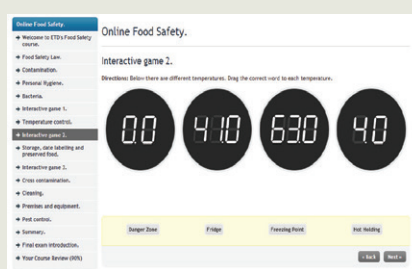 Online Food Safety.
Welcome to ETD's Food Safety
course.
Food Safety Law.
Contamination.
Personal Hygiene.
Bacteria.
Interactive game 1.
Temperature control.
Interactive game 2.
Storage, date labelling and
preserved food.
Interactive game 3.
Cross contamination.
Cleaning.
Premises and equipment.
Pest control.
Summary.
Final exam introduction.
Your Course Review (00%)
Online Food Safety.
Interactive game 2.
Directions: Below there are different temperatures. Drag the correct word to each temperature.
0.0 41.0 63.0 4.0
Danger Zone Fridge Freezing Point Hot Holding
‹ Back Next ›